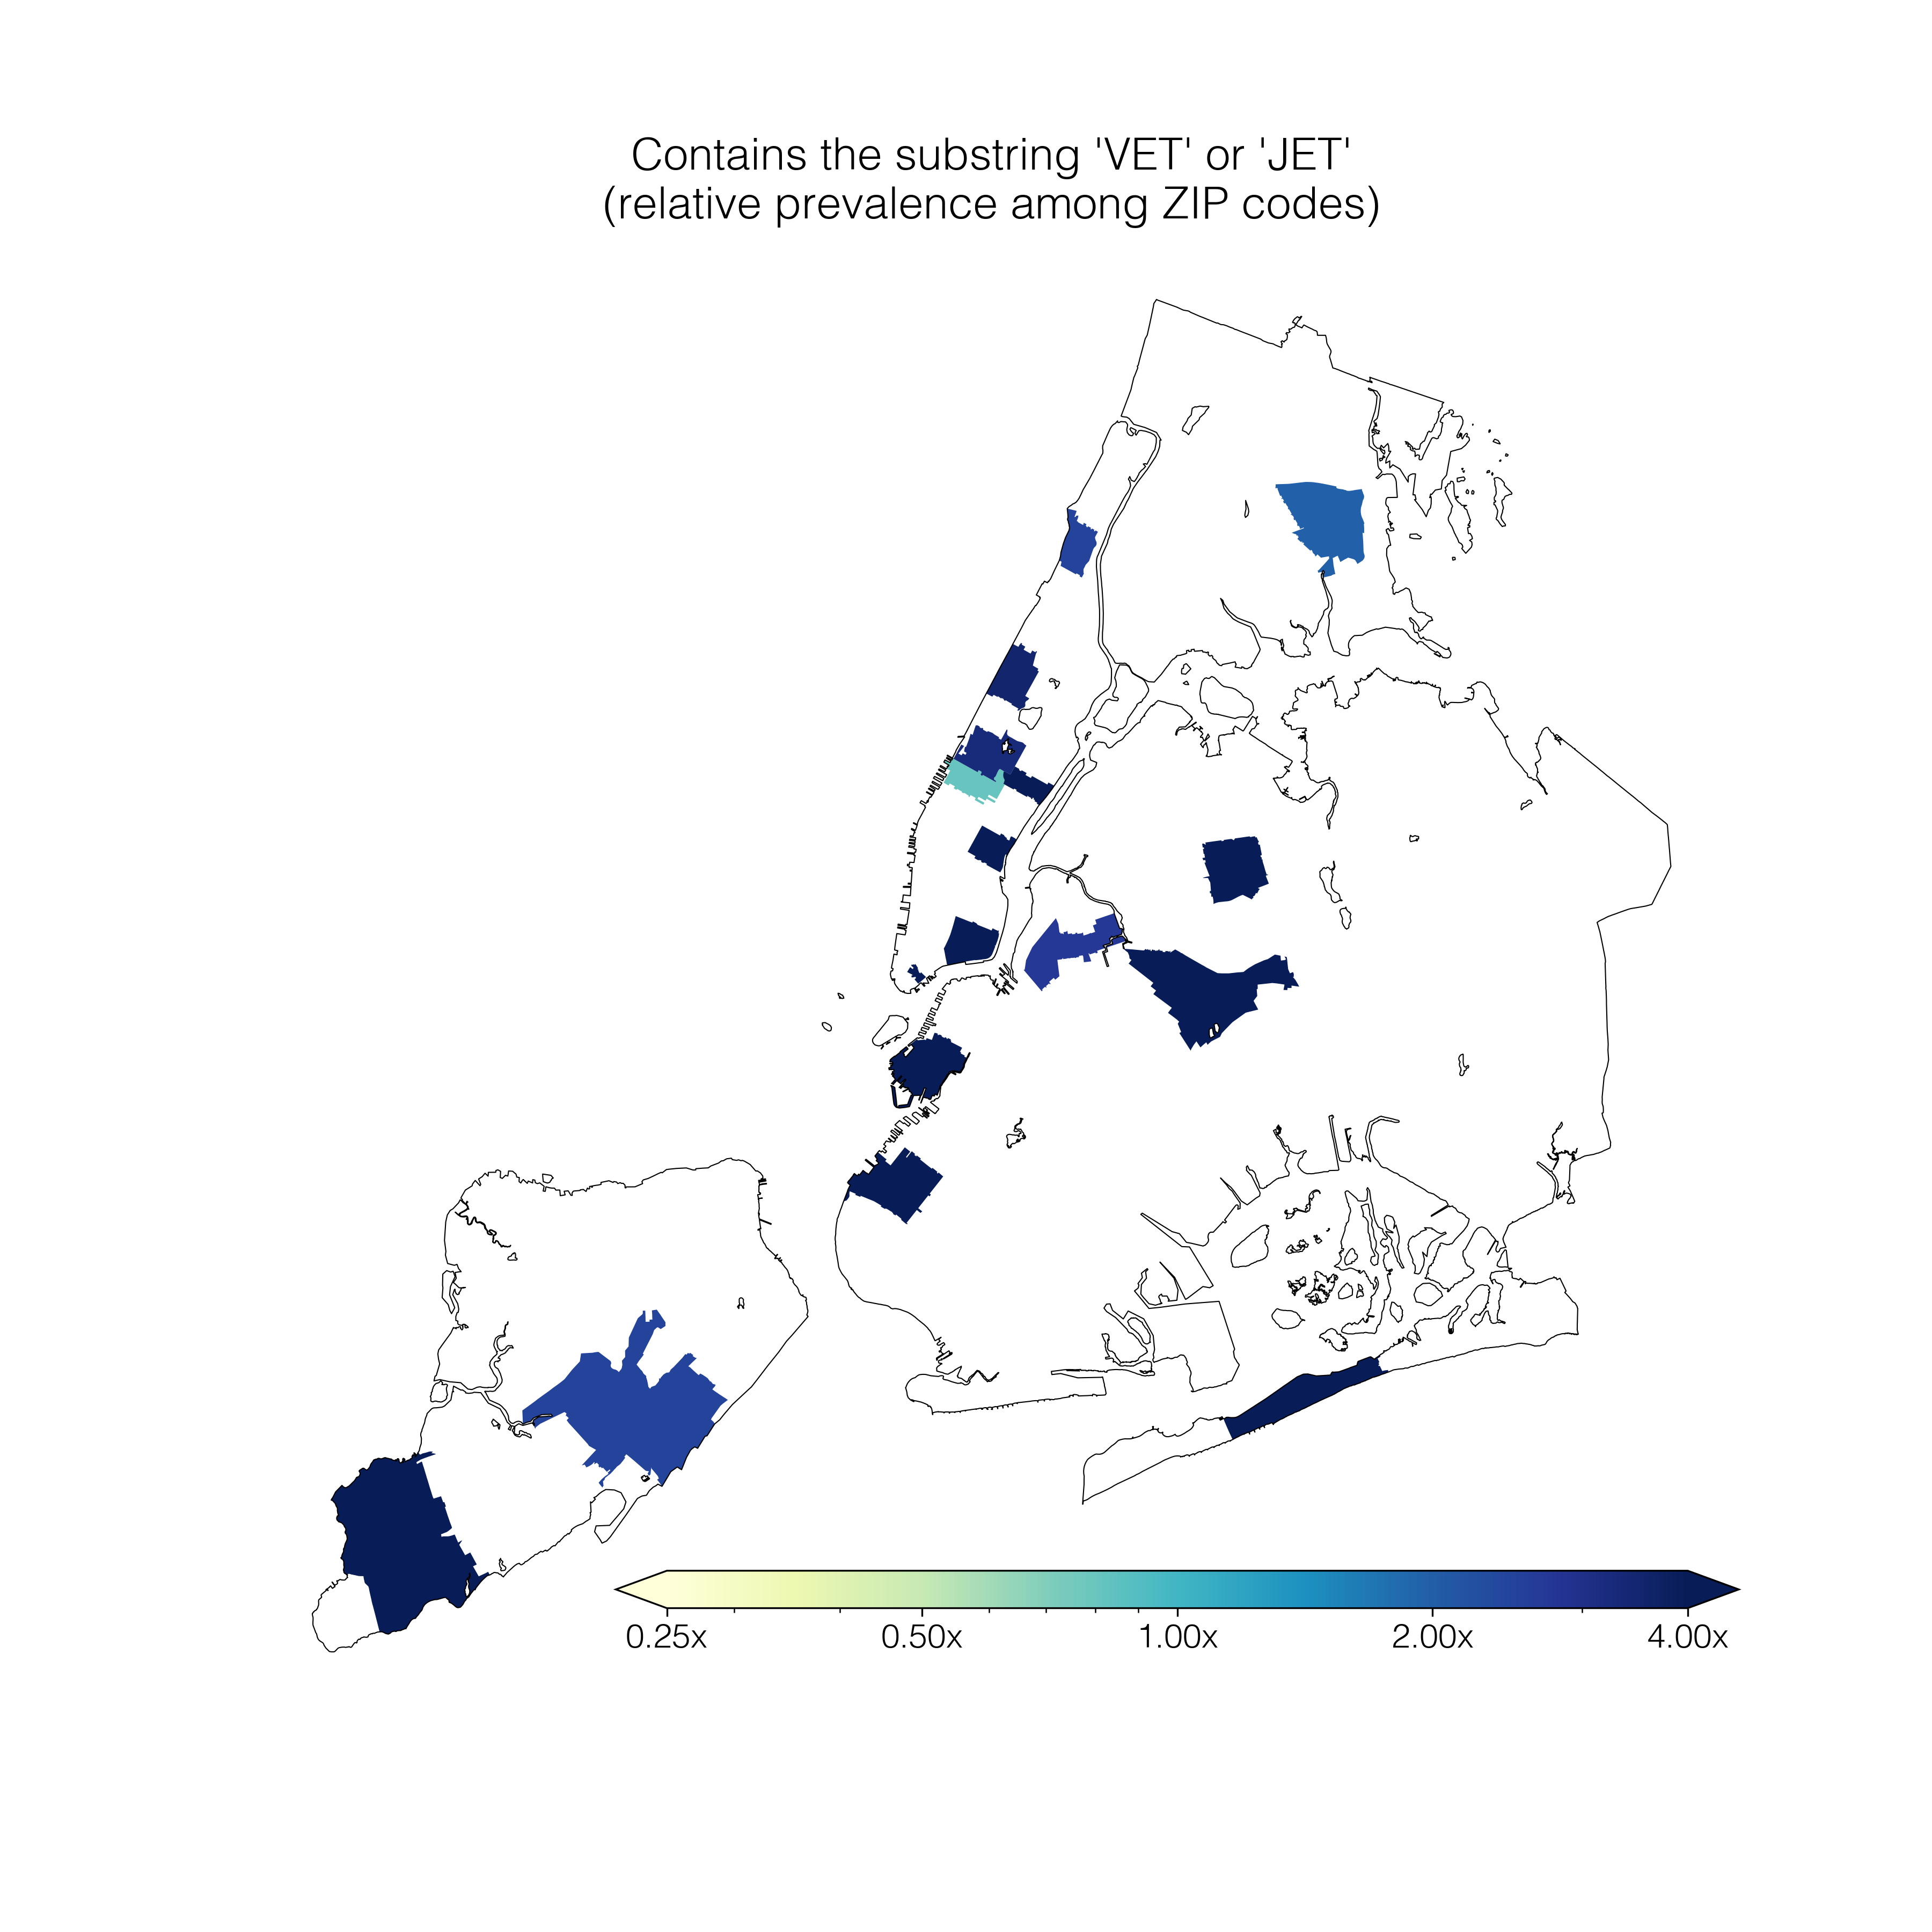 Contains the substring 'VET' or 'JET'
(relative prevalence among ZIP codes)
0.25x 0.50x 1.00x 2.00x 4.00x